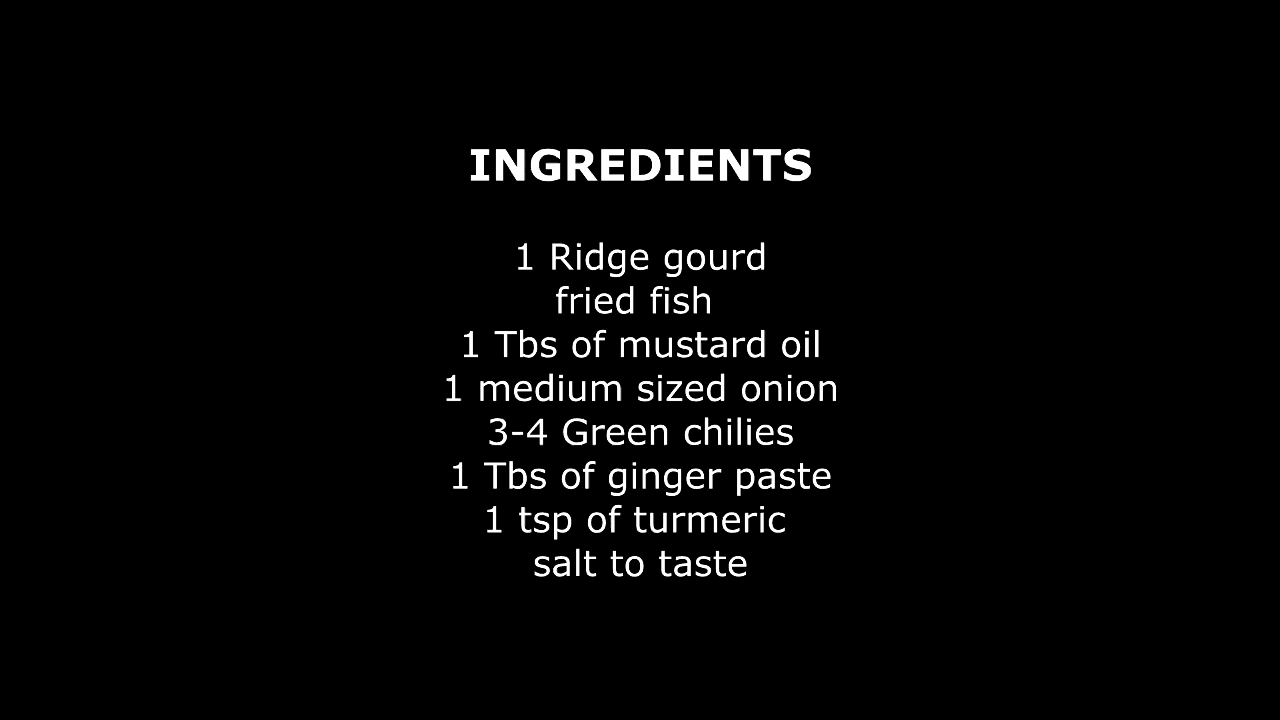 INGREDIENTS
1 Ridge gourd
fried fish
1 Tbs of mustard oil
1 medium sized onion
3-4 Green chilies
1 Tbs of ginger paste
1 tsp of turmeric
salt to taste